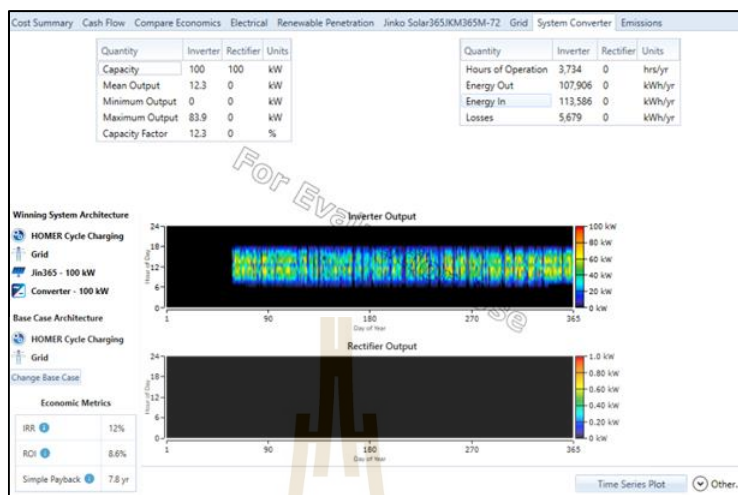 Cost Summary Cash Flow Compare Economics Electrical Renewable Penetration Jinko Solar365JKM365M-72 Grid System Converter Emissions
Quantity Inverter Rectifier Units
Capacity 100 100 kW
Mean Output 12.3 0 kW
Minimum Output 0 0 kW
Maximum Output 83.9 0 kW
Capacity Factor 12.3 0 %
Quantity Inverter Rectifier Units
Hours of Operation 3,734 0 hrs/yr
Energy Out 107,906 0 kWh/yr
Energy In 113,586 0 kWh/yr
Losses 5,679 0 kWh/yr
For Evalu
use
Winning System Architecture
HOMER Cycle Charging
Grid
Jin365 - 100 kW
Converter - 100 kW
Base Case Architecture
HOMER Cycle Charging
Grid
Change Base Case
Economic Metrics
IRR 12%
ROI 8.6%
Simple Payback 7.8 yr
Inverter Output
Hour of Day
24
18
12
6
0
1 90 180 270 365
Day of Year
100 kW
80 kW
60 kW
40 kW
20 kW
0 kW
Rectifier Output
Hour of Day
24
18
12
6
0
1 90 180 270 365
Day of Year
1.0 kW
0.80 kW
0.60 kW
0.40 kW
0.20 kW
0 kW
Time Series Plot Other.